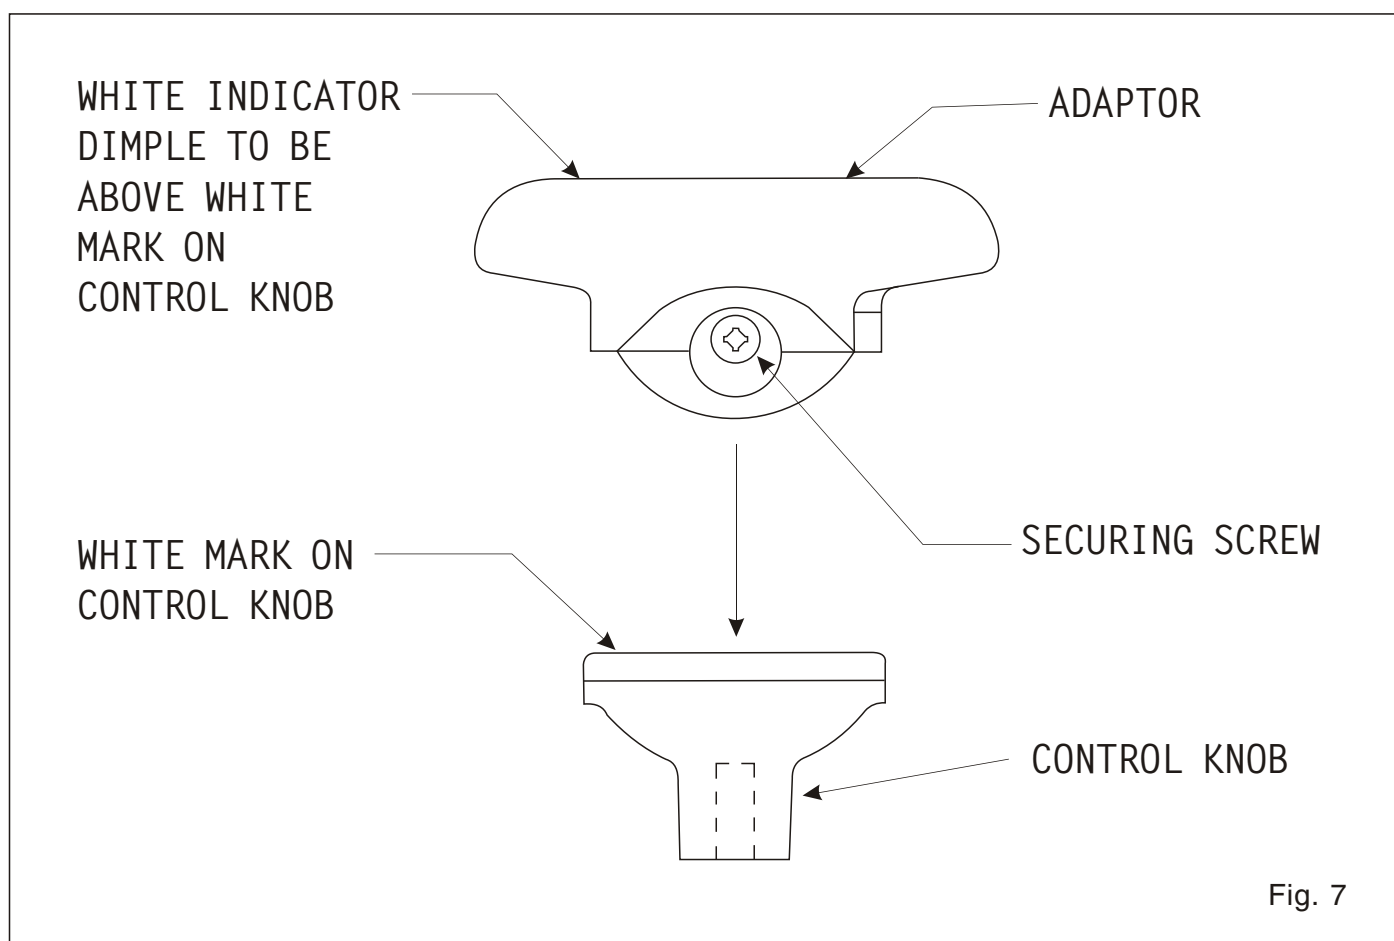 WHITE INDICATOR
DIMPLE TO BE
ABOVE WHITE
MARK ON
CONTROL KNOB
ADAPTOR
SECURING SCREW
WHITE MARK ON
CONTROL KNOB
CONTROL KNOB
Fig. 7